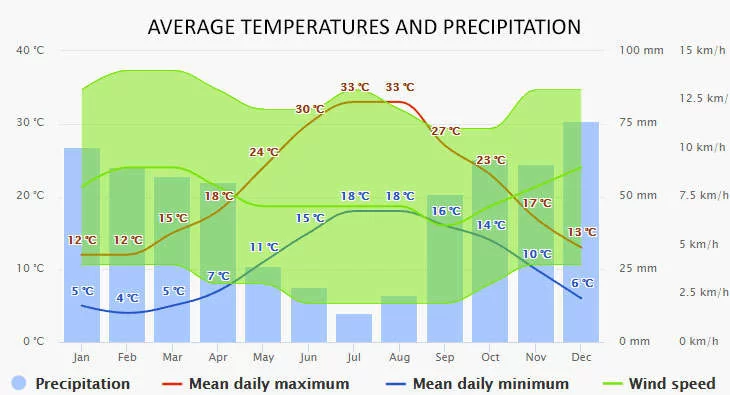 AVERAGE TEMPERATURES AND PRECIPITATION
40 °C 100 mm 15 km/h
33 °C 33 °C
30 °C 12.5 km/h
30 °C 75 mm
27 °C
24 °C 23 °C
10 km/h
18 °C 18 °C 18 °C 17 °C
20 °C 50 mm 7.5 km/h
15 °C 15 °C 16 °C 14 °C
12 °C 12 °C 11 °C 10 °C 13 °C
5 km/h
10 °C 7 °C 25 mm
5 °C 4 °C 5 °C 6 °C 2.5 km/h
0 °C 0 mm 0 km/h
Jan Feb Mar Apr May Jun Jul Aug Sep Oct Nov Dec
Precipitation Mean daily maximum Mean daily minimum Wind speed